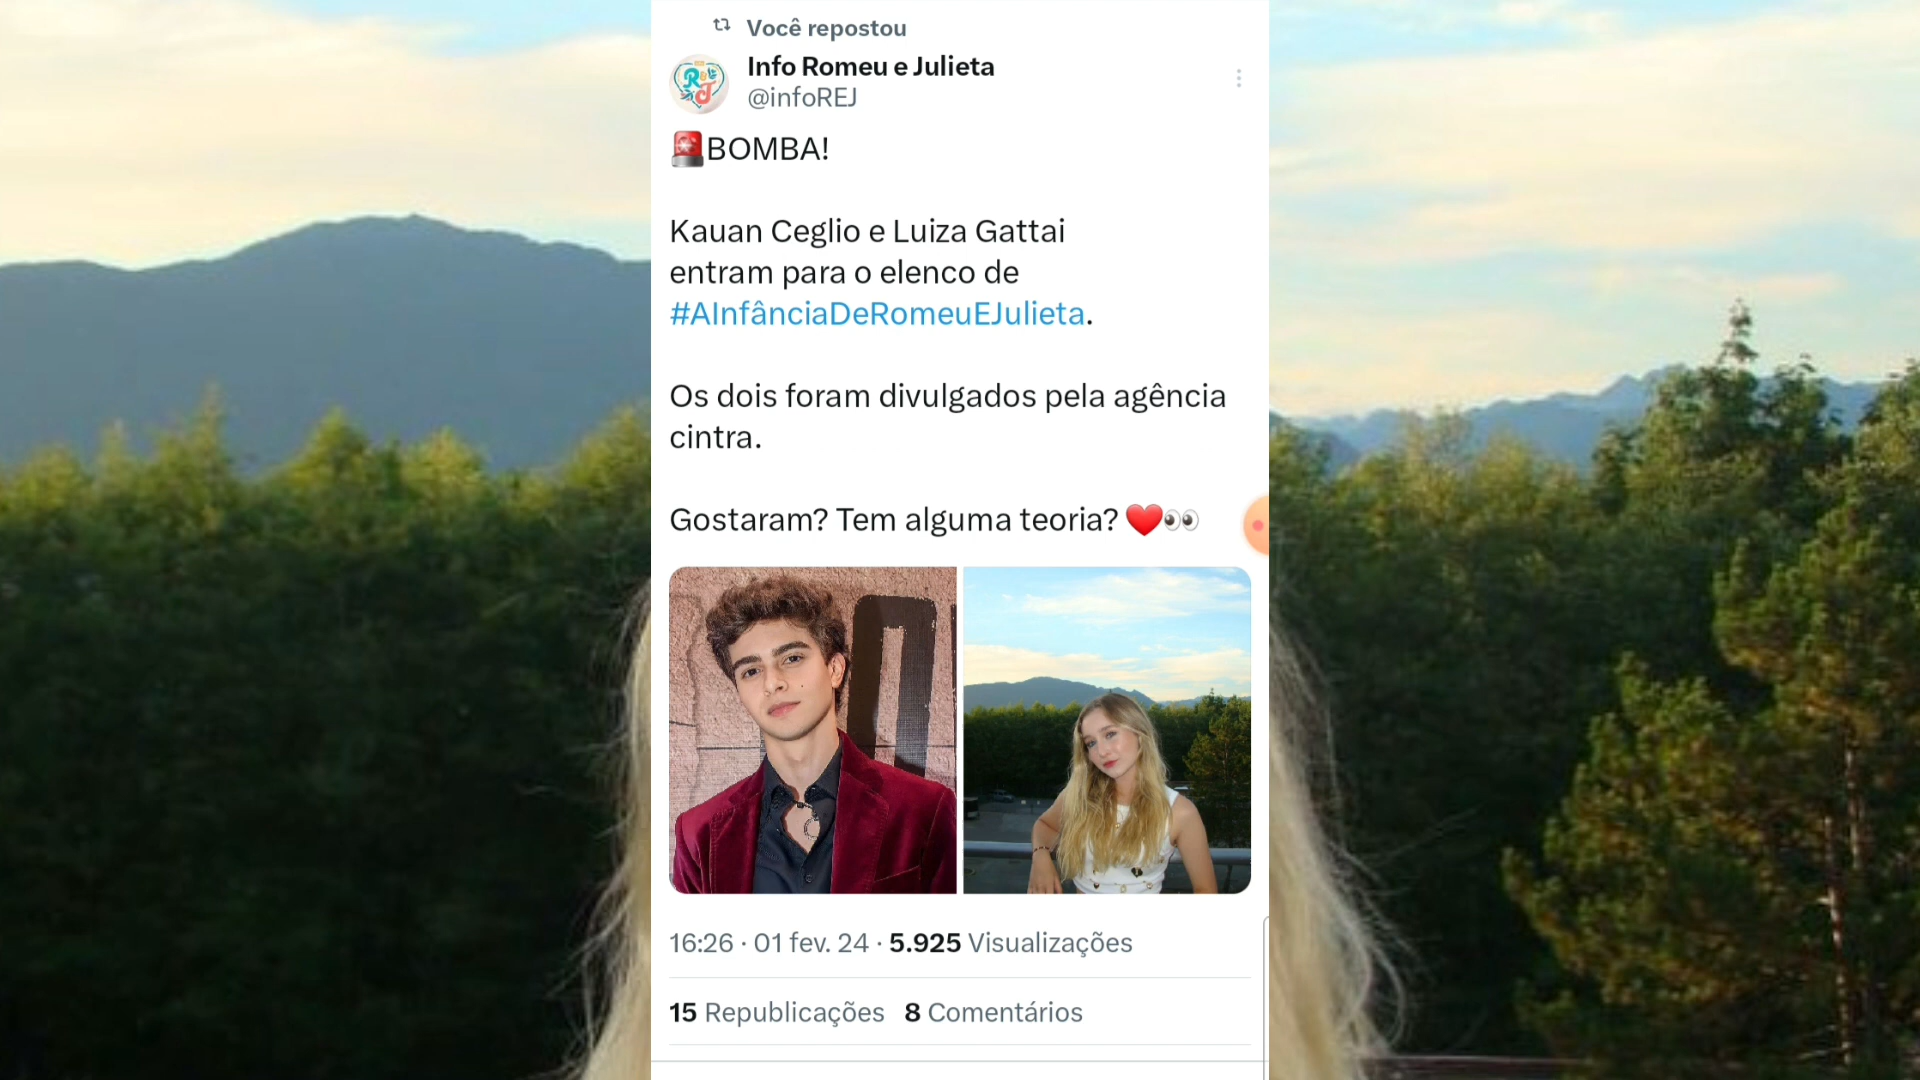 Você repostou
Info Romeu e Julieta
@infoREJ
🚨BOMBA!
Kauan Ceglio e Luiza Gattai
entram para o elenco de
#AInfânciaDeRomeuEJulieta.
Os dois foram divulgados pela agência
cintra.
Gostaram? Tem alguma teoria? ❤️👀
16:26 · 01 fev. 24 · 5.925 Visualizações
15 Republicações 8 Comentários